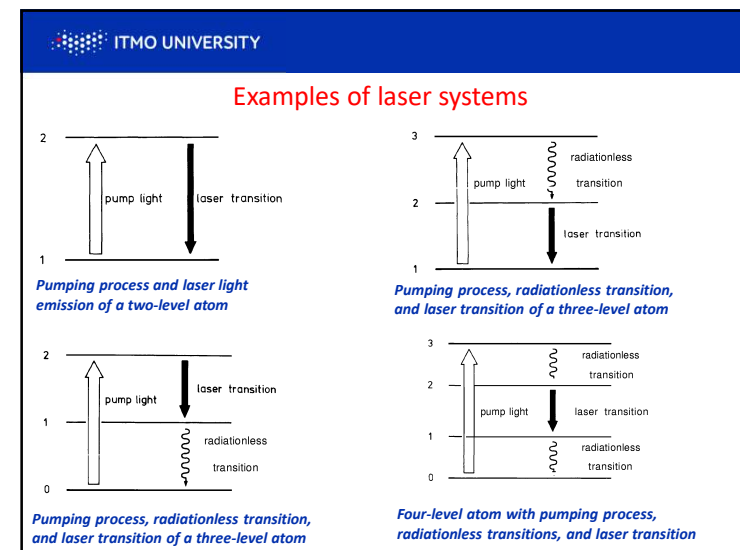 ITMO UNIVERSITY
Examples of laser systems
2
pump light
laser transition
1
Pumping process and laser light
emission of a two-level atom
3
radiationless
pump light
transition
2
laser transition
1
Pumping process, radiationless transition,
and laser transition of a three-level atom
2
laser transition
pump light
1
radiationless
transition
0
Pumping process, radiationless transition,
and laser transition of a three-level atom
3
radiationless
transition
2
pump light
laser transition
1
radiationless
transition
0
Four-level atom with pumping process,
radiationless transitions, and laser transition